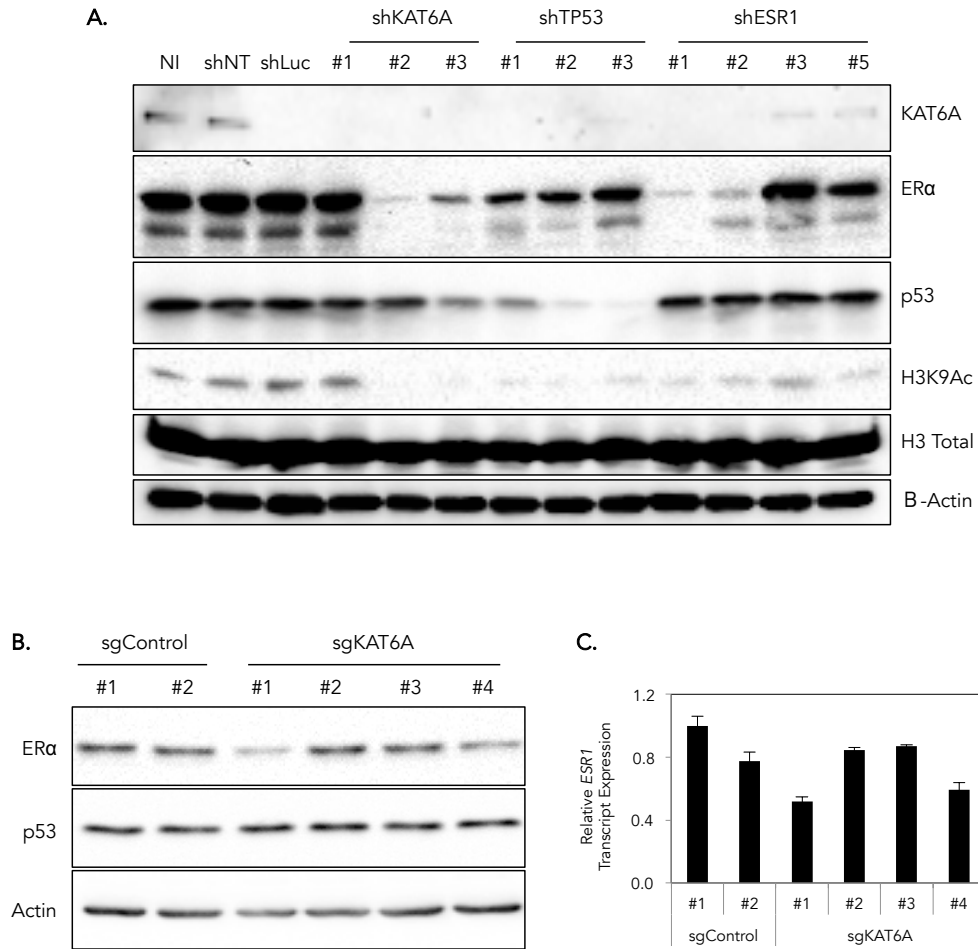 A.
shKAT6A shTP53 shESR1
NI shNT shLuc #1 #2 #3 #1 #2 #3 #1 #2 #3 #5
KAT6A
ERα
p53
H3K9Ac
H3 Total
B-Actin
B.
sgControl sgKAT6A
#1 #2 #1 #2 #3 #4
ERα
p53
Actin
C.
Relative ESR1
Transcript Expression
1.2
0.8
0.4
0.0
#1 #2 #1 #2 #3 #4
sgControl sgKAT6A